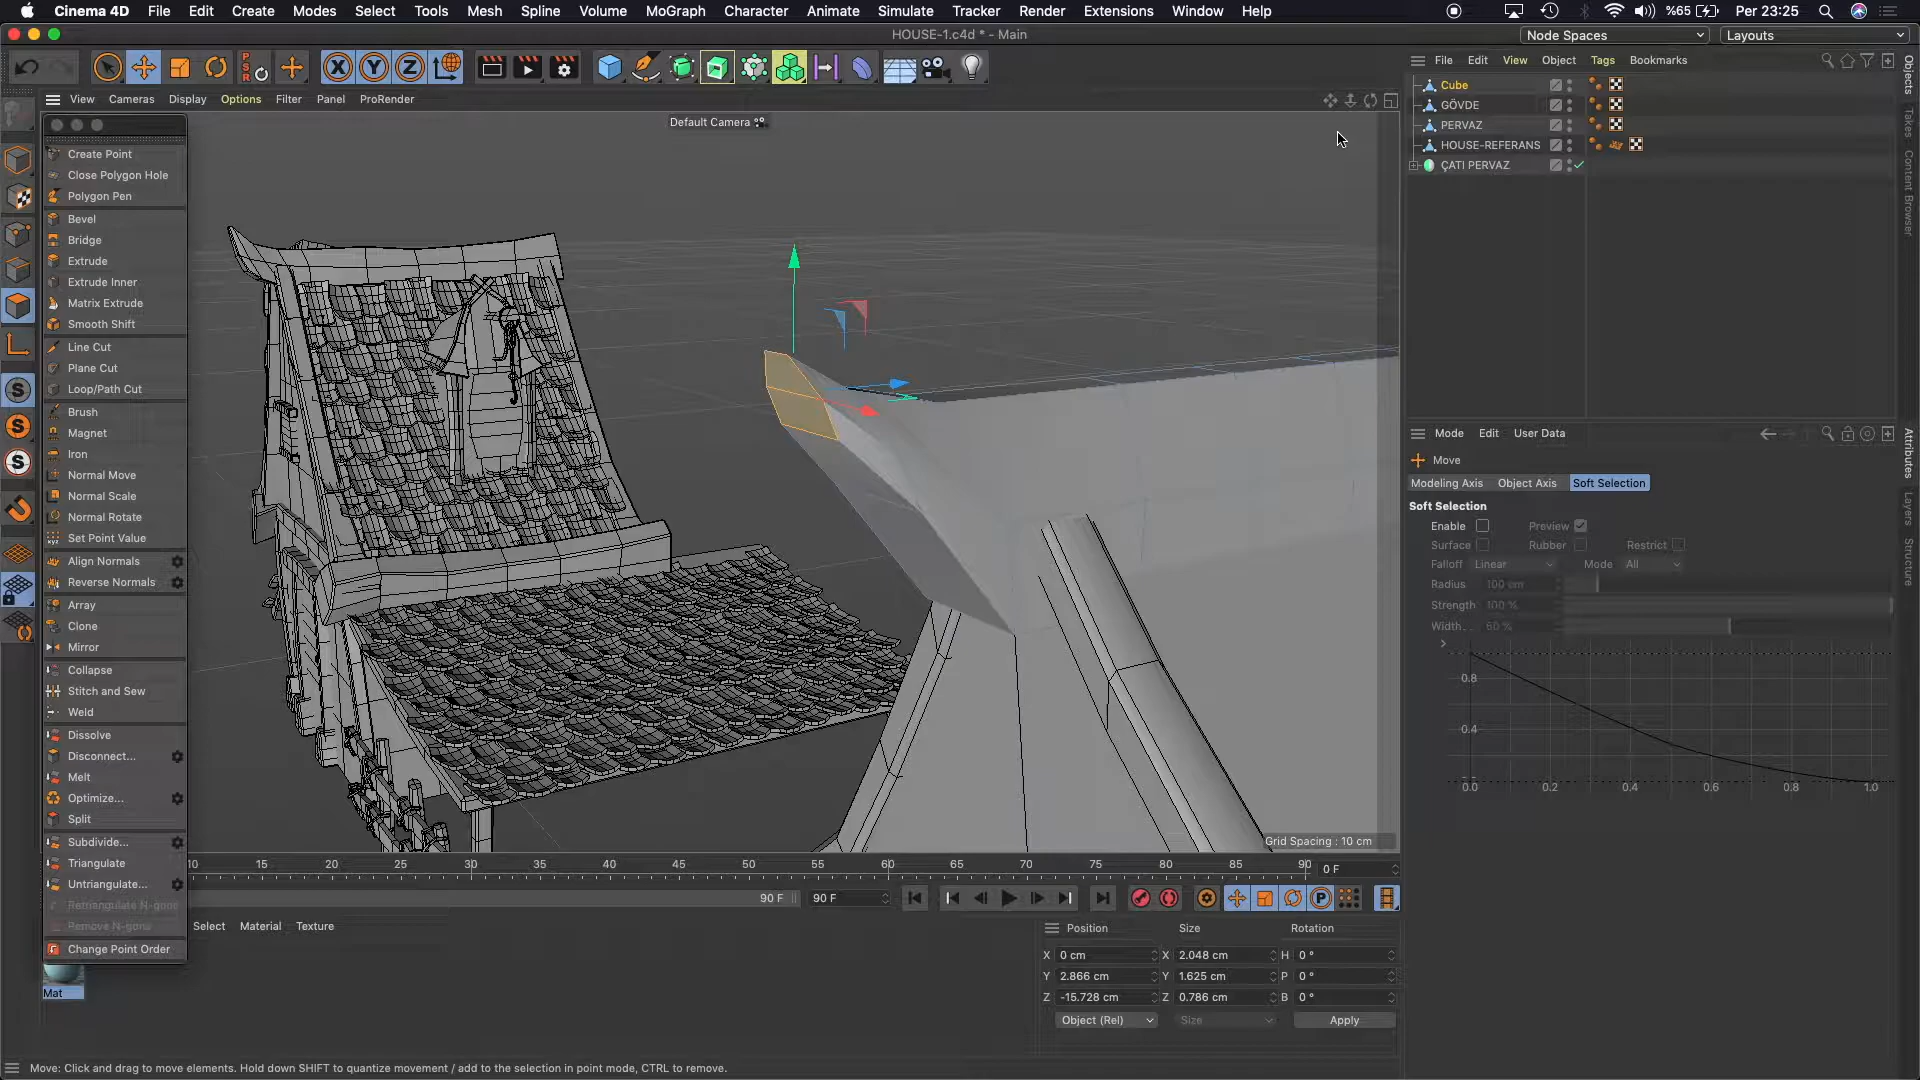 Cinema 4D File Edit Create Modes Select Tools Mesh Spline Volume MoGraph Character Animate Simulate Tracker Render Extensions Window Help %65 Per 23:25
HOUSE-1.c4d * - Main
Node Spaces Layouts
File Edit View Object Tags Bookmarks
View Cameras Display Options Filter Panel ProRender
Default Camera
Cube
GÖVDE
PERVAZ
HOUSE-REFERANS
ÇATI PERVAZ
Objects
Takes
Content Browser
Create Point
Close Polygon Hole
Polygon Pen
Bevel
Bridge
Extrude
Extrude Inner
Matrix Extrude
Smooth Shift
Line Cut
Plane Cut
Loop/Path Cut
Brush
Magnet
Iron
Normal Move
Normal Scale
Normal Rotate
Set Point Value
Align Normals
Reverse Normals
Array
Clone
Mirror
Collapse
Stitch and Sew
Weld
Dissolve
Disconnect...
Melt
Optimize...
Split
Subdivide...
Triangulate
Untriangulate...
Retriangulate N-gons
Remove N-gons
Change Point Order
Mode Edit User Data
Move
Modeling Axis Object Axis Soft Selection
Soft Selection
Enable Preview
Surface Rubber Restrict
Falloff Linear Mode All
Radius 100 cm
Strength 100 %
Width.. 60 %
0.8
0.4
0.0 0.2 0.4 0.6 0.8 1.0
Attributes
Layers
Structure
Grid Spacing : 10 cm
10 15 20 25 30 35 40 45 50 55 60 65 70 75 80 85 90 0 F
90 F 90 F
Select Material Texture
Mat
Position Size Rotation
X 0 cm X 2.048 cm H 0 °
Y 2.866 cm Y 1.625 cm P 0 °
Z -15.728 cm Z 0.786 cm B 0 °
Object (Rel) Size Apply
Move: Click and drag to move elements. Hold down SHIFT to quantize movement / add to the selection in point mode, CTRL to remove.